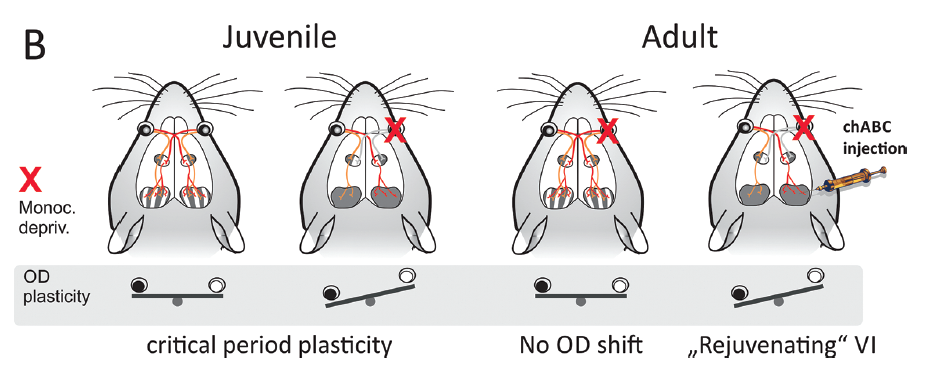 B
Juvenile
Adult
X
X
X
chABC
injection
X
Monoc.
depriv.
OD
plasticity
critical period plasticity
No OD shift
„Rejuvenating“ VI